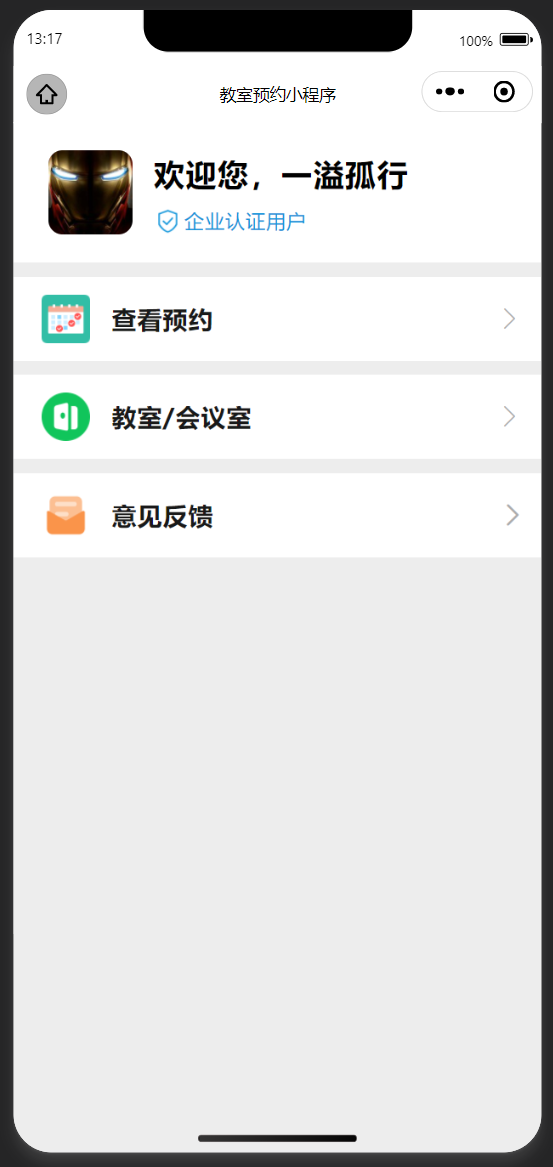 13:17
100%
教室预约小程序
欢迎您，一溢孤行
企业认证用户
查看预约
教室/会议室
意见反馈